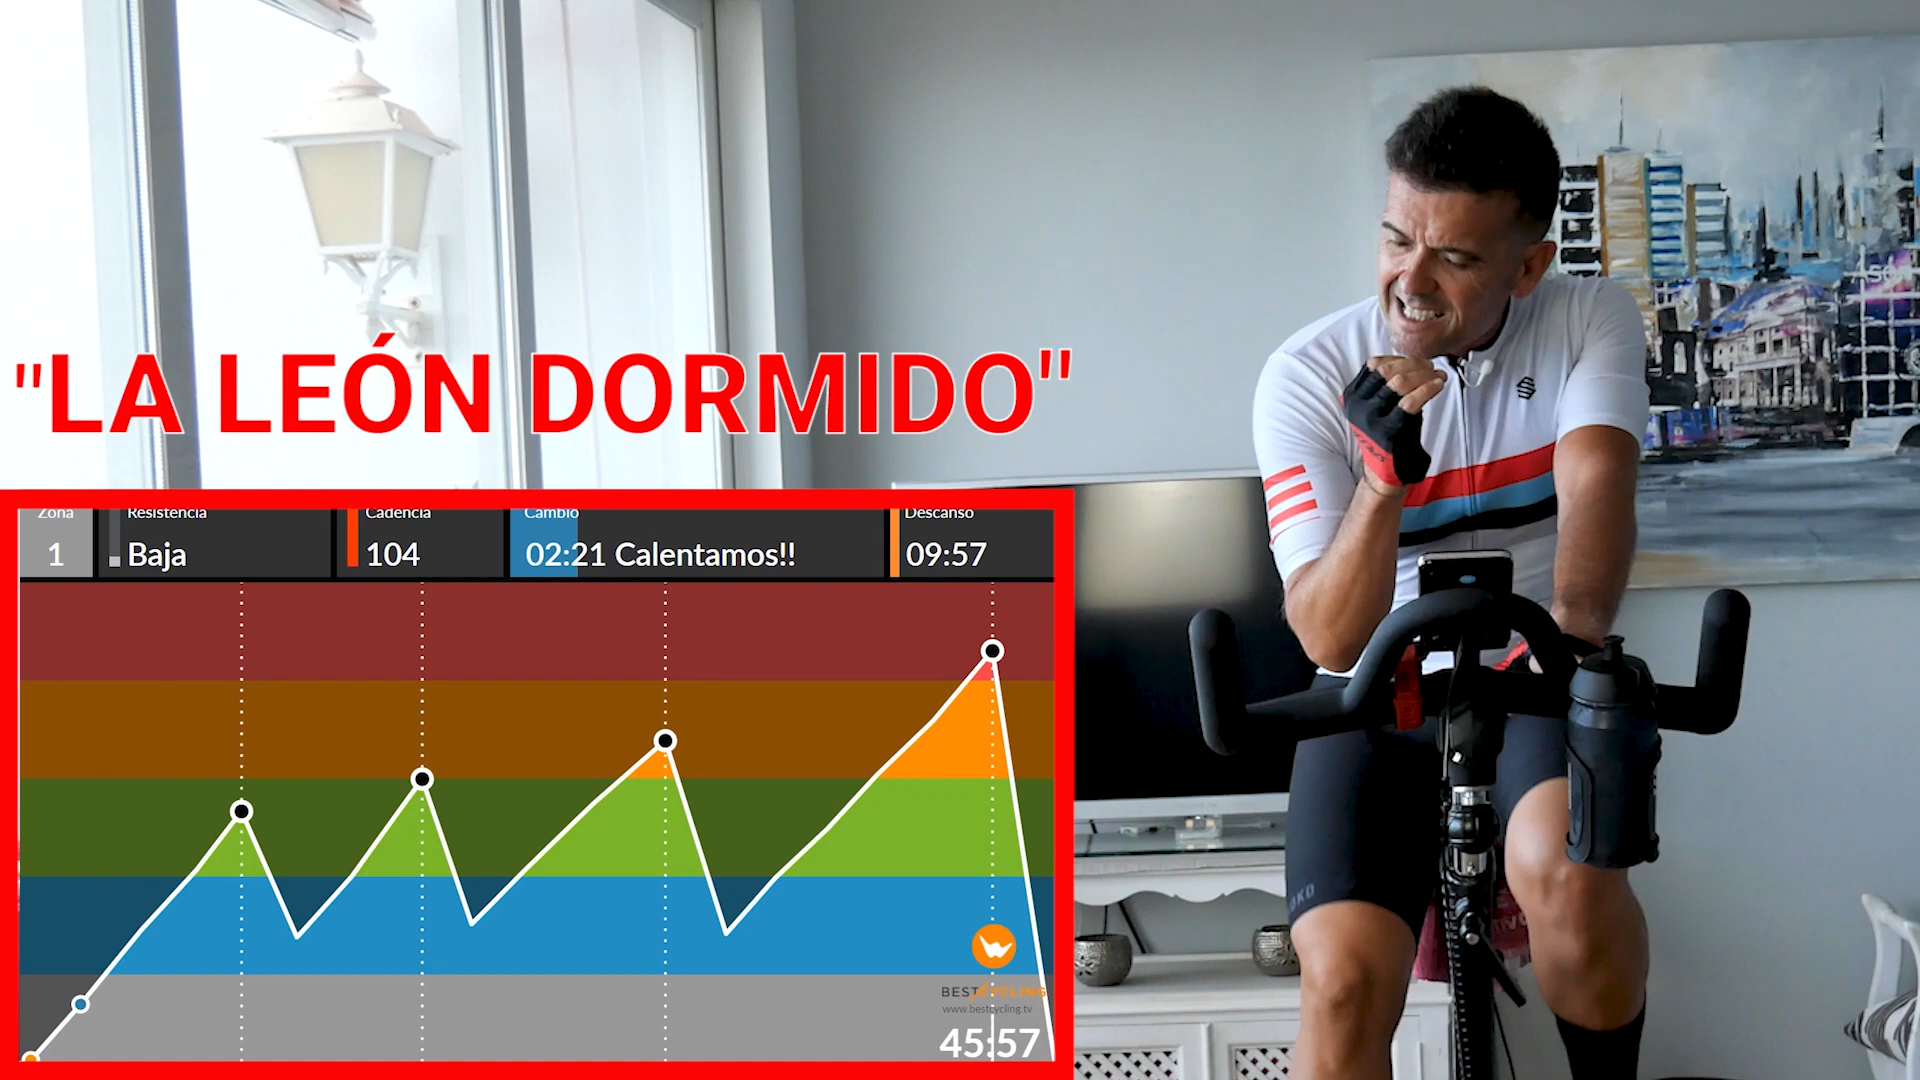 "LA LEÓN DORMIDO"
Zona
1
Resistencia
Baja
Cadencia
104
Cambio
02:21 Calentamos!!
Descanso
09:57
BESTCYCLING
www.bestcycling.tv
45:57